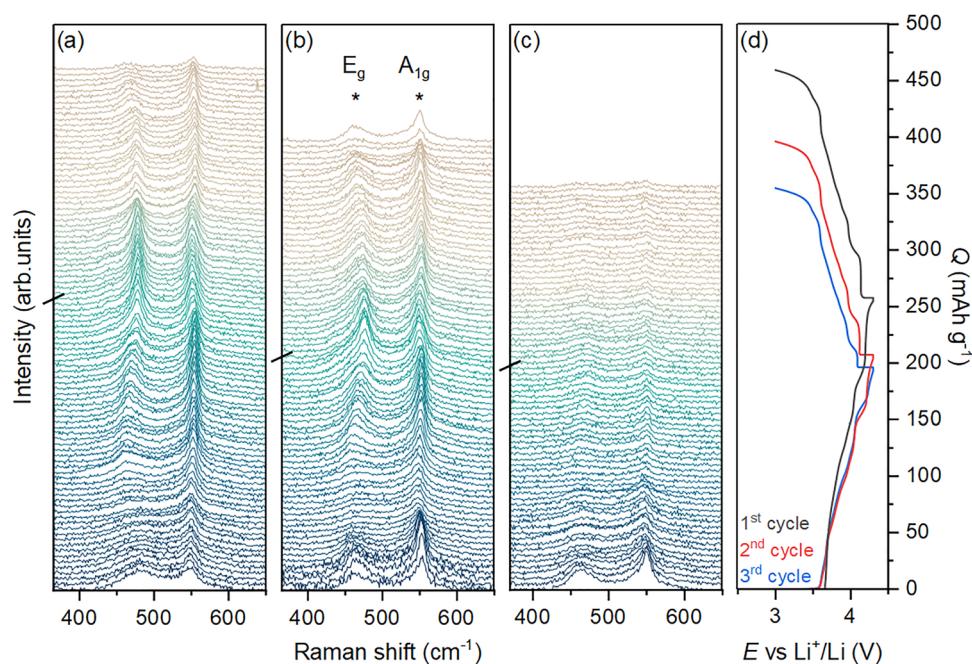 (a)
(b)
(c)
(d)
E_g
A_1g
*
*
Intensity (arb.units)
400
500
600
400
500
600
400
500
600
Raman shift (cm⁻¹)
1st cycle
2nd cycle
3rd cycle
3
4
E vs Li⁺/Li (V)
500
450
400
350
300
250
200
150
100
50
0
Q (mAh g⁻¹)